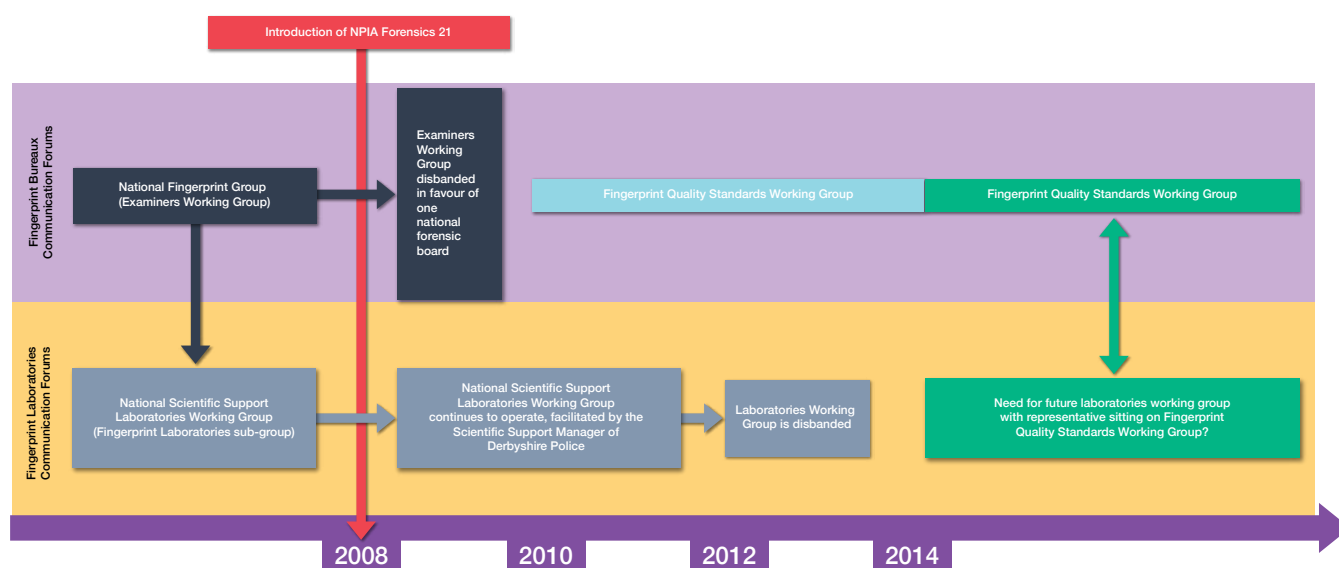 Introduction of NPIA Forensics 21
Fingerprint Bureaux
Communication Forums
National Fingerprint Group
(Examiners Working Group)
Examiners
Working
Group
disbanded
in favour of
one
national
forensic
board
Fingerprint Quality Standards Working Group
Fingerprint Quality Standards Working Group
Fingerprint Laboratories
Communication Forums
National Scientific Support
Laboratories Working Group
(Fingerprint Laboratories sub-group)
National Scientific Support
Laboratories Working Group
continues to operate, facilitated by the
Scientific Support Manager of
Derbyshire Police
Laboratories Working
Group is disbanded
Need for future laboratories working group
with representative sitting on Fingerprint
Quality Standards Working Group?
2008
2010
2012
2014